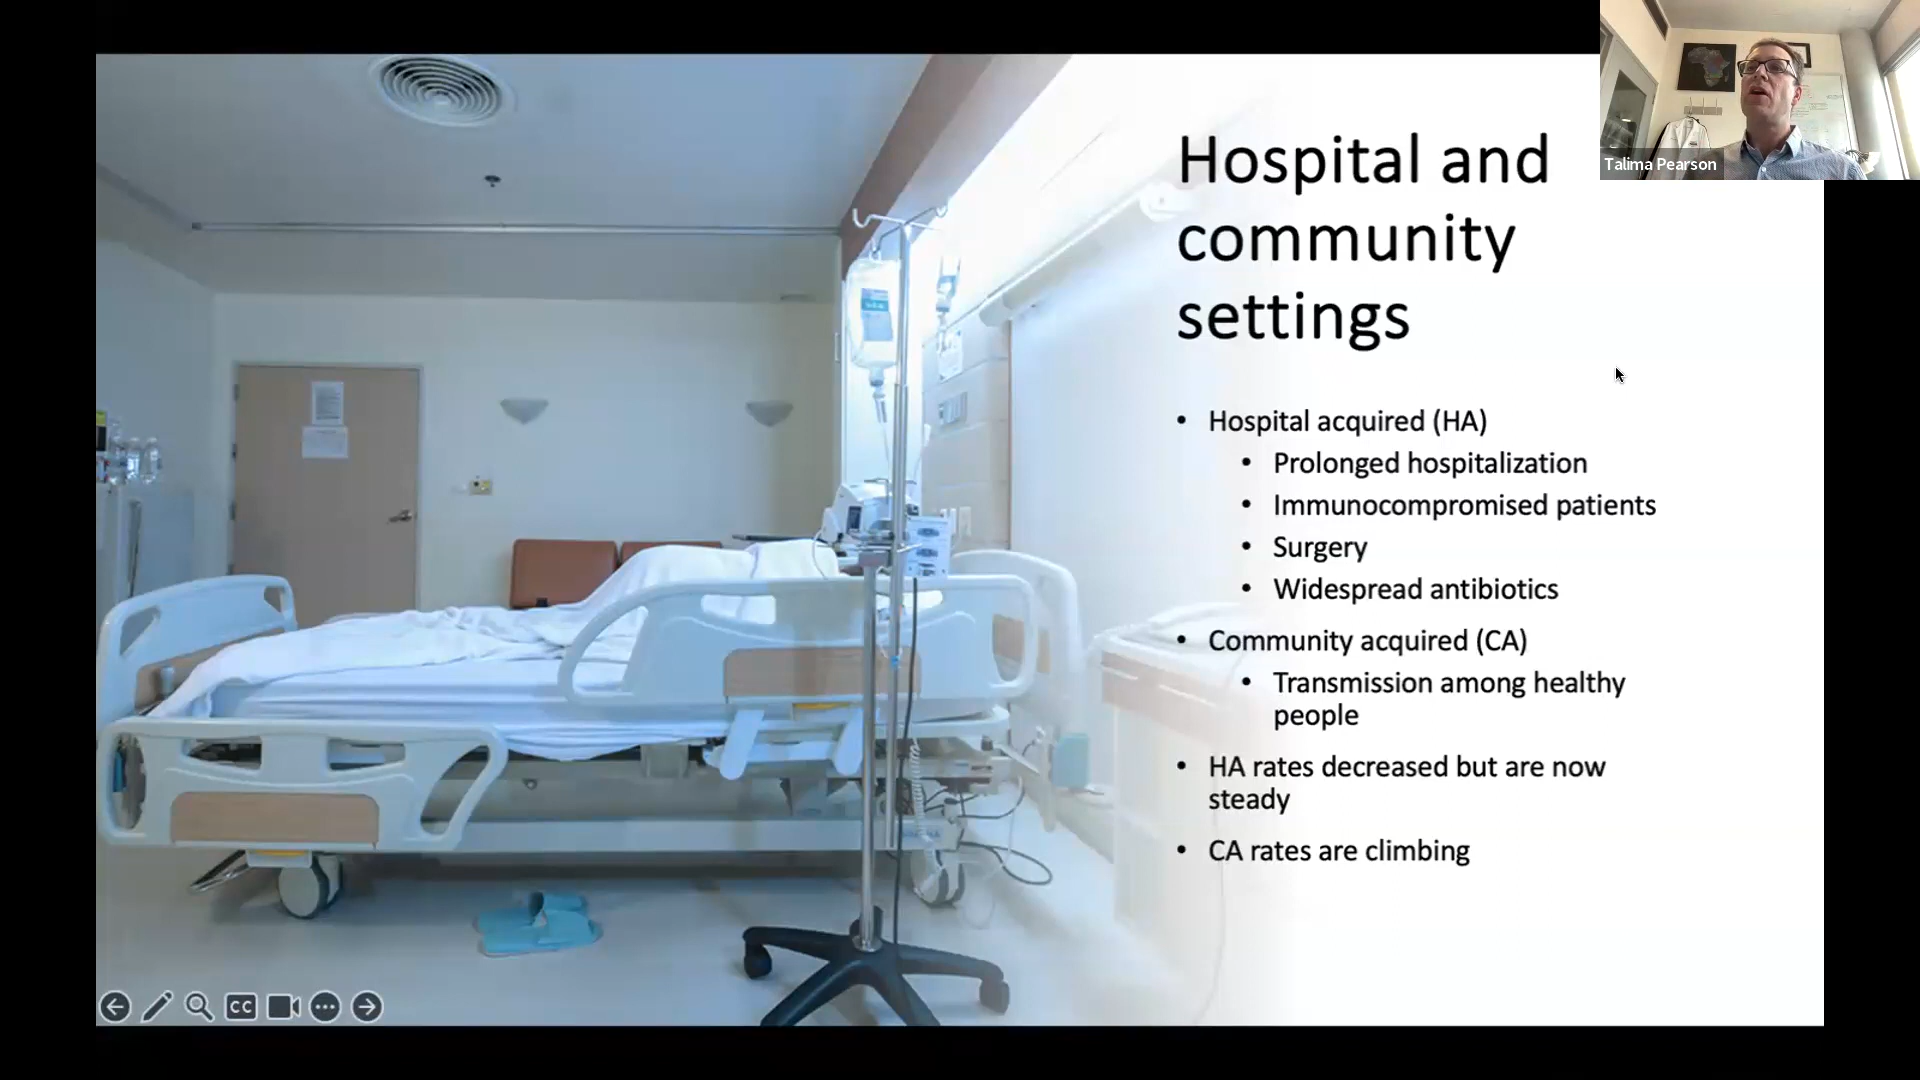 Talima Pearson
Hospital and
community
settings
• Hospital acquired (HA)
• Prolonged hospitalization
• Immunocompromised patients
• Surgery
• Widespread antibiotics
• Community acquired (CA)
• Transmission among healthy
people
• HA rates decreased but are now
steady
• CA rates are climbing
CC